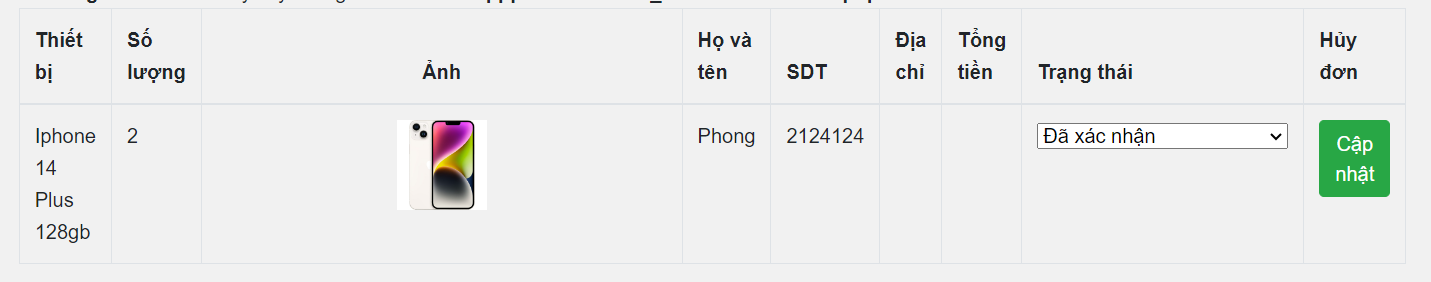 Thiết bị
Số lượng
Ảnh
Họ và tên
SDT
Địa chỉ
Tổng tiền
Trạng thái
Hủy đơn
Iphone 14 Plus 128gb
2
Phong
2124124
Đã xác nhận
Cập nhật